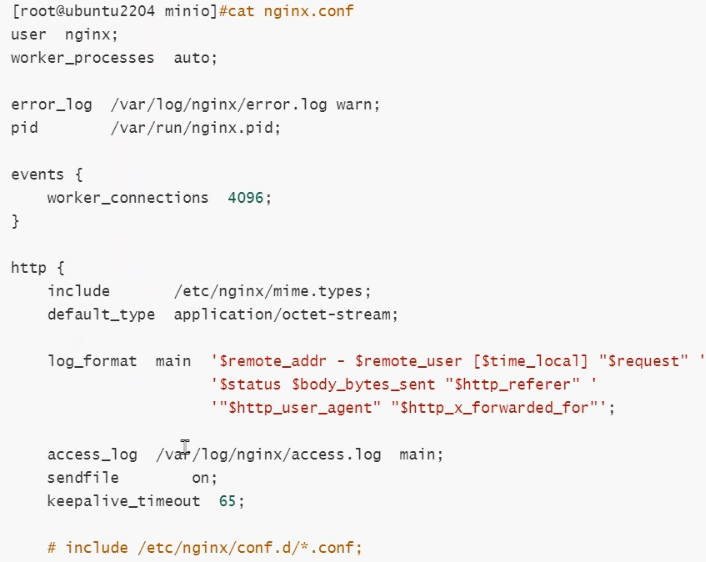 [root@ubuntu2204 minio]#cat nginx.conf
user  nginx;
worker_processes  auto;

error_log  /var/log/nginx/error.log warn;
pid        /var/run/nginx.pid;

events {
    worker_connections  4096;
}

http {
    include       /etc/nginx/mime.types;
    default_type  application/octet-stream;

    log_format  main  '$remote_addr - $remote_user [$time_local] "$request" '
                      '$status $body_bytes_sent "$http_referer" '
                      '"$http_user_agent" "$http_x_forwarded_for"';

    access_log  /var/log/nginx/access.log  main;
    sendfile        on;
    keepalive_timeout  65;

    # include /etc/nginx/conf.d/*.conf;